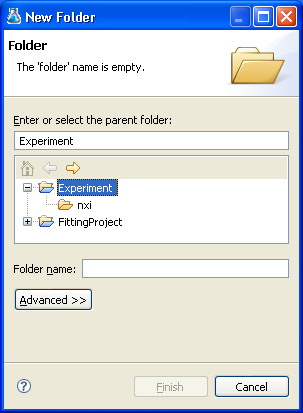 New Folder
Folder
The 'folder' name is empty.
Enter or select the parent folder:
Experiment
Experiment
nxi
FittingProject
Folder name:
Advanced >>
Finish
Cancel